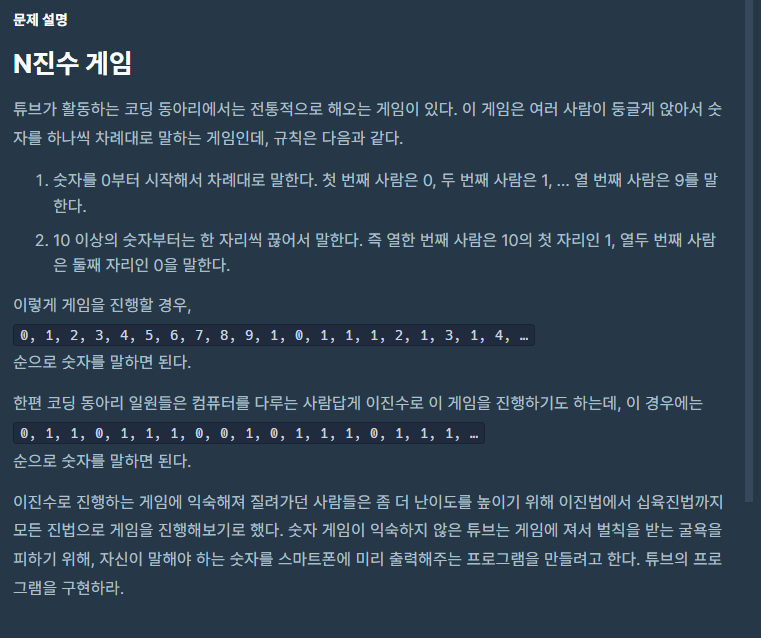 문제 설명
N진수 게임
튜브가 활동하는 코딩 동아리에서는 전통적으로 해오는 게임이 있다. 이 게임은 여러 사람이 둥글게 앉아서 숫
자를 하나씩 차례대로 말하는 게임인데, 규칙은 다음과 같다.
1. 숫자를 0부터 시작해서 차례대로 말한다. 첫 번째 사람은 0, 두 번째 사람은 1, … 열 번째 사람은 9를 말
한다.
2. 10 이상의 숫자부터는 한 자리씩 끊어서 말한다. 즉 열한 번째 사람은 10의 첫 자리인 1, 열두 번째 사람
은 둘째 자리인 0을 말한다.
이렇게 게임을 진행할 경우,
0, 1, 2, 3, 4, 5, 6, 7, 8, 9, 1, 0, 1, 1, 1, 2, 1, 3, 1, 4, …
순으로 숫자를 말하면 된다.
한편 코딩 동아리 일원들은 컴퓨터를 다루는 사람답게 이진수로 이 게임을 진행하기도 하는데, 이 경우에는
0, 1, 1, 0, 1, 1, 1, 0, 0, 1, 0, 1, 1, 1, 0, 1, 1, 1, …
순으로 숫자를 말하면 된다.
이진수로 진행하는 게임에 익숙해져 질려가던 사람들은 좀 더 난이도를 높이기 위해 이진법에서 십육진법까지
모든 진법으로 게임을 진행해보기로 했다. 숫자 게임이 익숙하지 않은 튜브는 게임에 져서 벌칙을 받는 굴욕을
피하기 위해, 자신이 말해야 하는 숫자를 스마트폰에 미리 출력해주는 프로그램을 만들려고 한다. 튜브의 프로
그램을 구현하라.